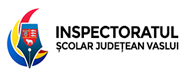 INSPECTORATUL
ȘCOLAR JUDEȚEAN VASLUI